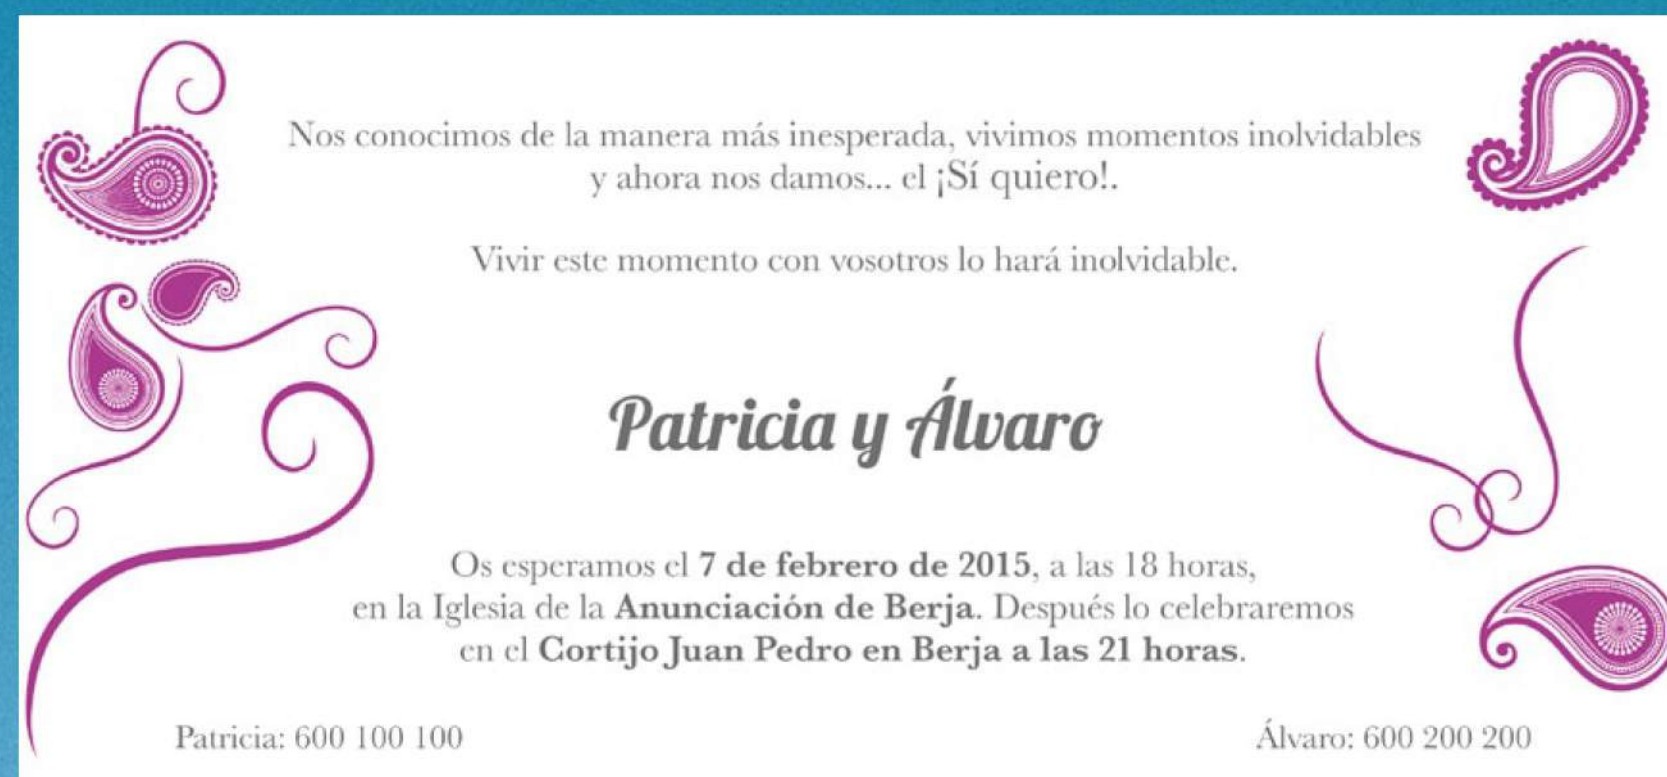 Nos conocimos de la manera más inesperada, vivimos momentos inolvidables
y ahora nos damos... el ¡Sí quiero!.
Vivir este momento con vosotros lo hará inolvidable.
Patricia y Álvaro
Os esperamos el 7 de febrero de 2015, a las 18 horas,
en la Iglesia de la Anunciación de Berja. Después lo celebraremos
en el Cortijo Juan Pedro en Berja a las 21 horas.
Patricia: 600 100 100
Álvaro: 600 200 200